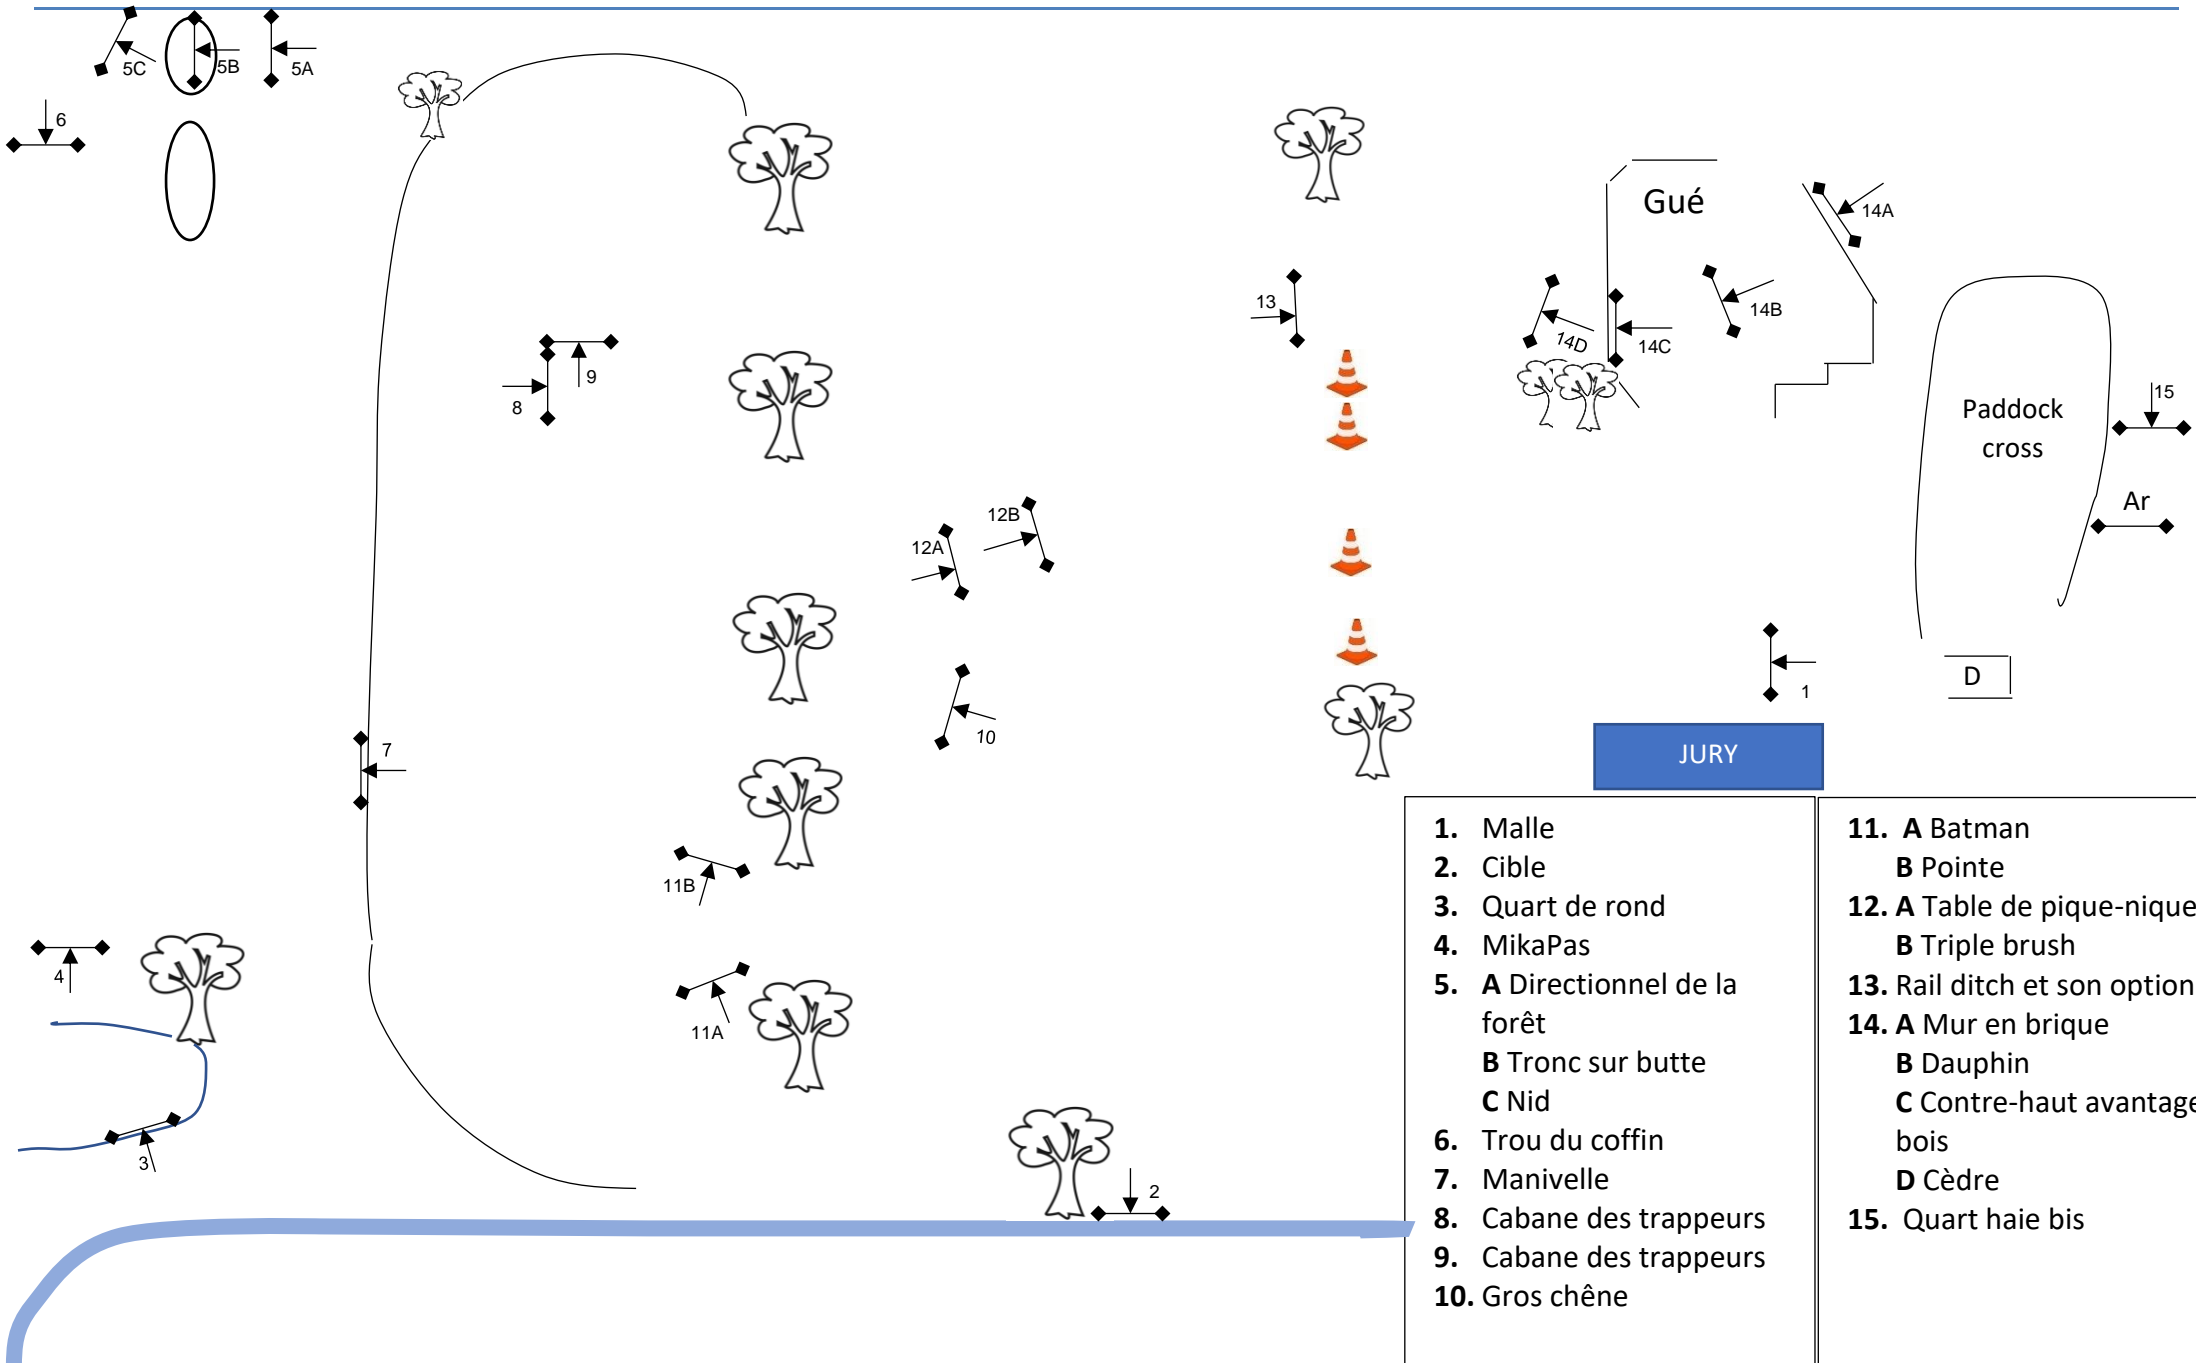 5C
5B
5A
6
Gué
14A
14B
13
14D
14C
9
8
15
Paddock
cross
12B
12A
Ar
D
1
10
7
JURY
11B
4
11A
3
2
1. Malle
2. Cible
3. Quart de rond
4. MikaPas
5. A Directionnel de la
forêt
B Tronc sur butte
C Nid
6. Trou du coffin
7. Manivelle
8. Cabane des trappeurs
9. Cabane des trappeurs
10. Gros chêne
11. A Batman
B Pointe
12. A Table de pique-nique
B Triple brush
13. Rail ditch et son option
14. A Mur en brique
B Dauphin
C Contre-haut avantage
bois
D Cèdre
15. Quart haie bis